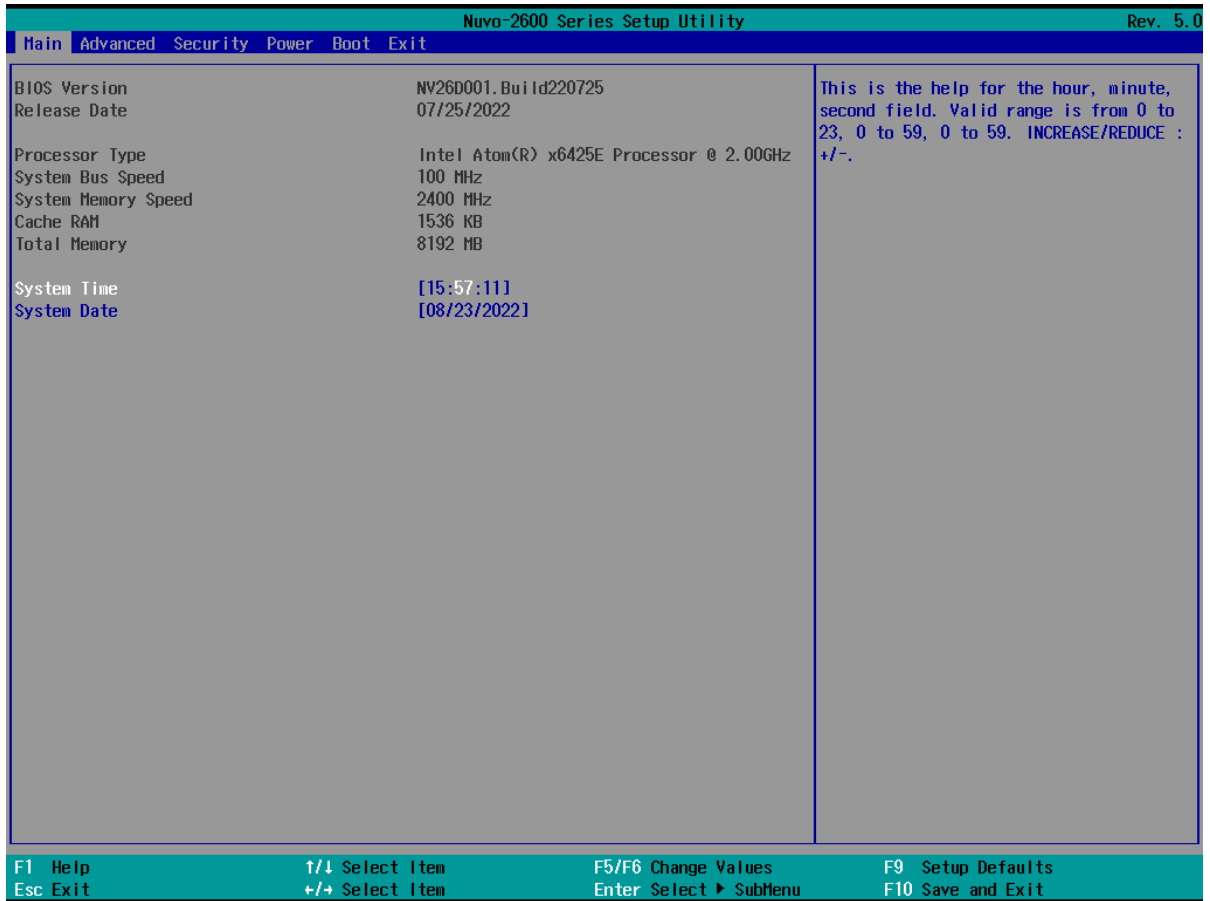 Nuvo-2600 Series Setup Utility Rev. 5.0
Main Advanced Security Power Boot Exit
BIOS Version NV26D001.Build220725
Release Date 07/25/2022
Processor Type Intel Atom(R) x6425E Processor @ 2.00GHz
System Bus Speed 100 MHz
System Memory Speed 2400 MHz
Cache RAM 1536 KB
Total Memory 8192 MB
System Time [15:57:11]
System Date [08/23/2022]
This is the help for the hour, minute,
second field. Valid range is from 0 to
23, 0 to 59, 0 to 59. INCREASE/REDUCE :
+/-.
F1 Help ↑/↓ Select Item F5/F6 Change Values F9 Setup Defaults
Esc Exit ←/→ Select Item Enter Select ▶ SubMenu F10 Save and Exit